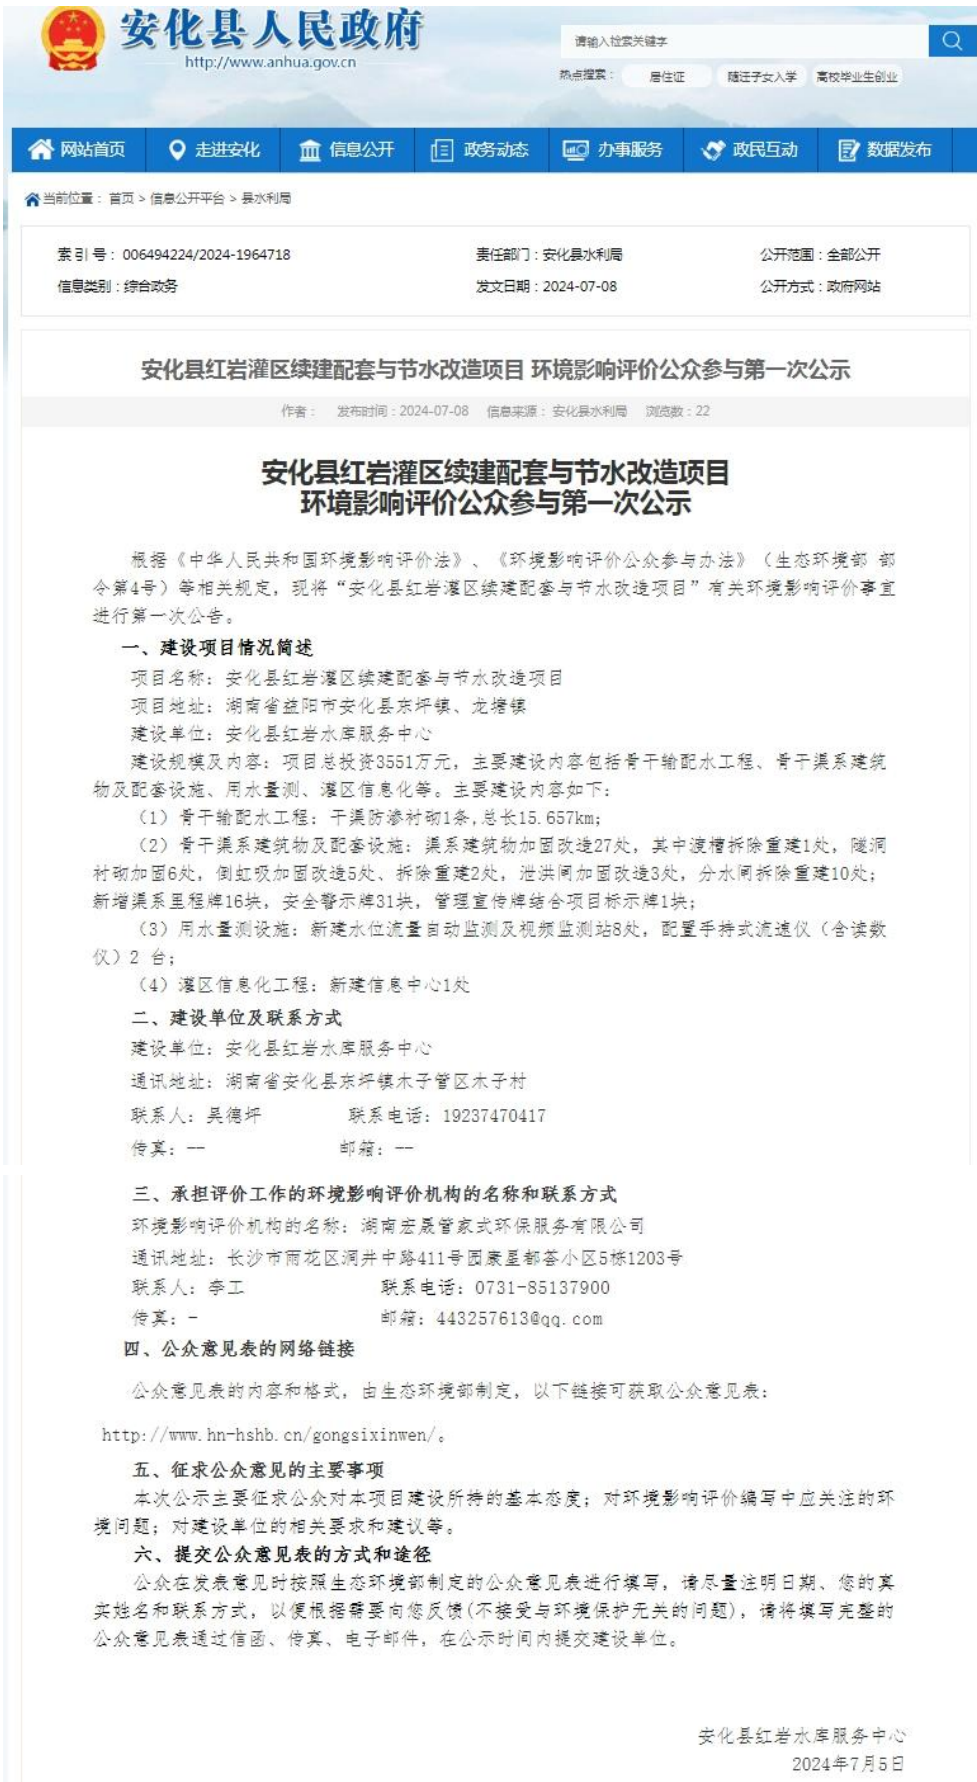 安化县人民政府
http://www.anhua.gov.cn
请输入检索关键字
热点搜索： 居住证 随迁子女入学 高校毕业生创业
网站首页 走进安化 信息公开 政务动态 办事服务 政民互动 数据发布
当前位置： 首页 > 信息公开平台 > 县水利局
索 引 号： 006494224/2024-1964718 责任部门：安化县水利局 公开范围：全部公开
信息类别：综合政务 发文日期：2024-07-08 公开方式：政府网站
安化县红岩灌区续建配套与节水改造项目 环境影响评价公众参与第一次公示
作者： 发布时间：2024-07-08 信息来源：安化县水利局 浏览数：22
安化县红岩灌区续建配套与节水改造项目
环境影响评价公众参与第一次公示
根据《中华人民共和国环境影响评价法》、《环境影响评价公众参与办法》（生态环境部 部
令第4号）等相关规定，现将“安化县红岩灌区续建配套与节水改造项目”有关环境影响评价事宜
进行第一次公告。
一、建设项目情况简述
项目名称：安化县红岩灌区续建配套与节水改造项目
项目地址：湖南省益阳市安化县东坪镇、龙塘镇
建设单位：安化县红岩水库服务中心
建设规模及内容：项目总投资3551万元，主要建设内容包括骨干输配水工程、骨干渠系建筑
物及配套设施、用水量测、灌区信息化等。主要建设内容如下：
（1）骨干输配水工程：干渠防渗衬砌1条,总长15.657km；
（2）骨干渠系建筑物及配套设施：渠系建筑物加固改造27处，其中渡槽拆除重建1处，隧洞
衬砌加固6处，倒虹吸加固改造5处、拆除重建2处，泄洪闸加固改造3处，分水闸拆除重建10处；
新增渠系里程牌16块，安全警示牌31块，管理宣传牌结合项目标示牌1块；
（3）用水量测设施：新建水位流量自动监测及视频监测站8处，配置手持式流速仪（含读数
仪）2 台；
（4）灌区信息化工程：新建信息中心1处
二、建设单位及联系方式
建设单位：安化县红岩水库服务中心
通讯地址：湖南省安化县东坪镇木子管区木子村
联系人：吴德坪 联系电话：19237470417
传真：—— 邮箱：——
三、承担评价工作的环境影响评价机构的名称和联系方式
环境影响评价机构的名称：湖南宏晟管家式环保服务有限公司
通讯地址：长沙市雨花区洞井中路411号园康星都荟小区5栋1203号
联系人：李工 联系电话：0731-85137900
传真：- 邮箱：443257613@qq.com
四、公众意见表的网络链接
公众意见表的内容和格式，由生态环境部制定，以下链接可获取公众意见表：
http://www.hn-hshb.cn/gongsixinwen/。
五、征求公众意见的主要事项
本次公示主要征求公众对本项目建设所持的基本态度；对环境影响评价编写中应关注的环
境问题；对建设单位的相关要求和建议等。
六、提交公众意见表的方式和途径
公众在发表意见时按照生态环境部制定的公众意见表进行填写，请尽量注明日期、您的真
实姓名和联系方式，以便根据需要向您反馈(不接受与环境保护无关的问题)，请将填写完整的
公众意见表通过信函、传真、电子邮件，在公示时间内提交建设单位。
安化县红岩水库服务中心
2024年7月5日